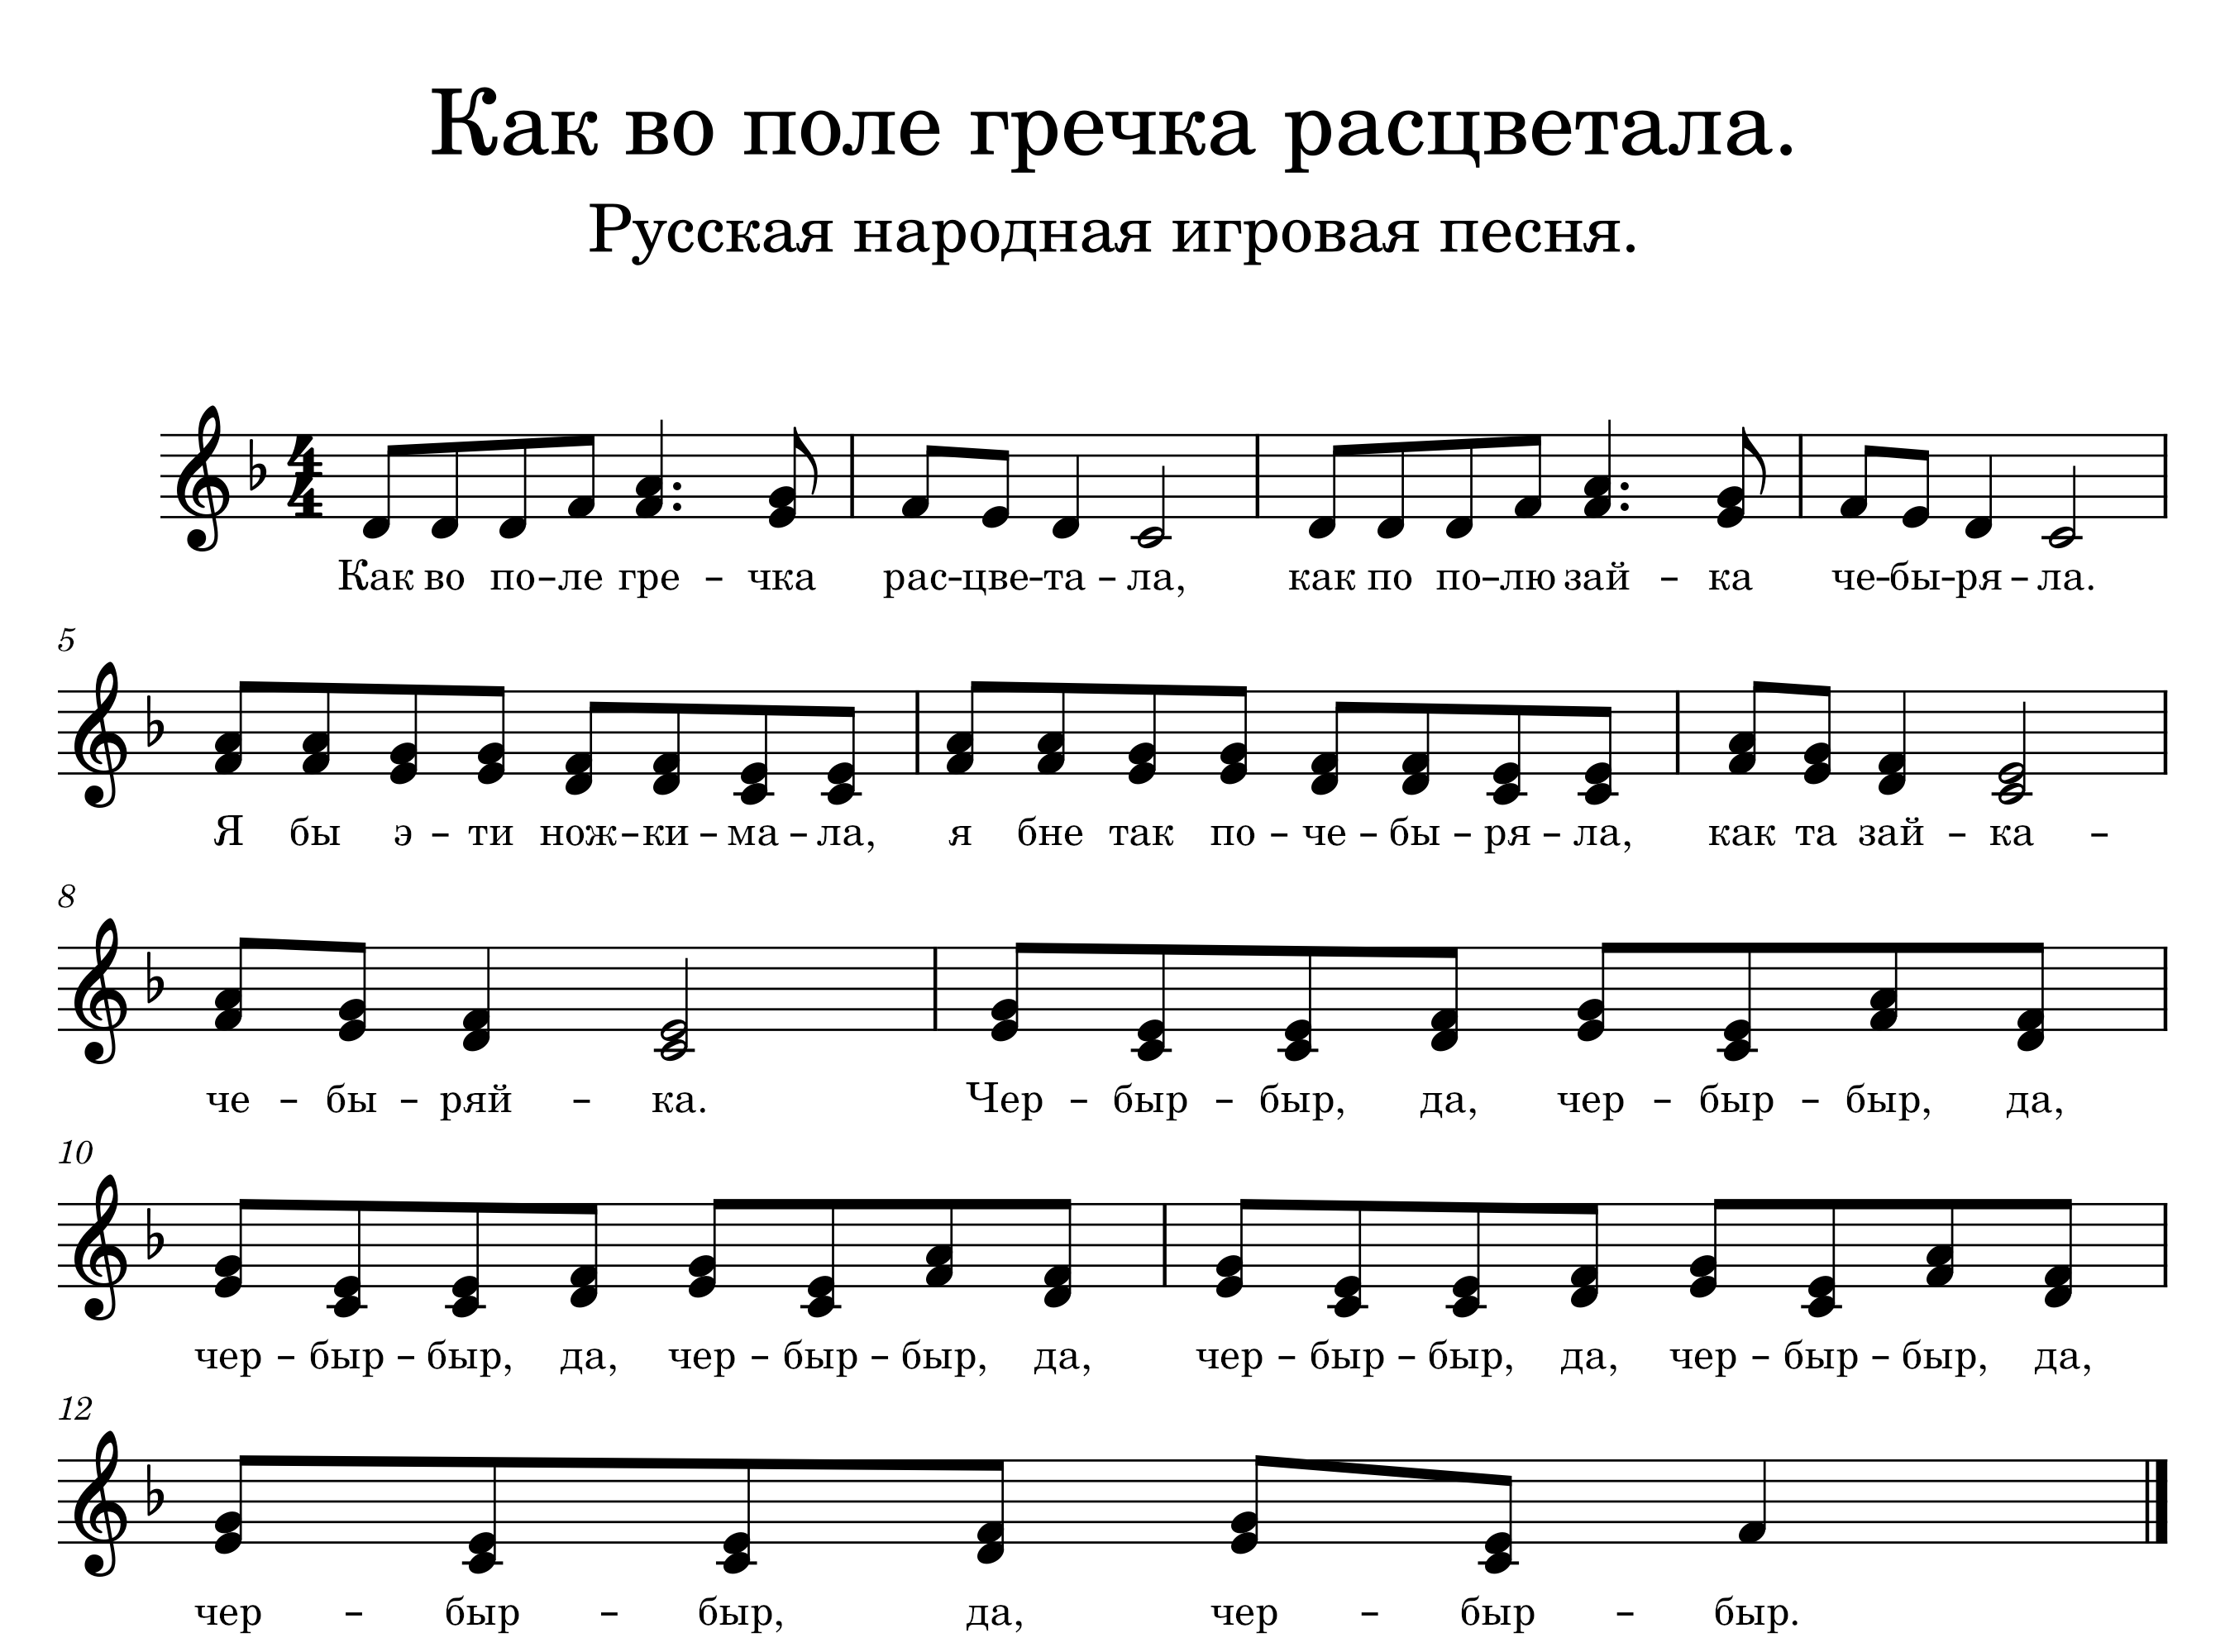 Как во поле гречка расцветала.
Русская народная игровая песня.
Как во по–ле гре – чка рас–цве–та – ла, как по по–лю зай – ка че–бы–ря – ла.
5
Я бы э – ти нож–ки – ма – ла, я бне так по – че – бы – ря – ла, как та зай – ка –
8
че – бы – ряй – ка. Чер – быр – быр, да, чер – быр – быр, да,
10
чер – быр – быр, да, чер – быр – быр, да, чер – быр – быр, да, чер – быр – быр, да,
12
чер – быр – быр, да, чер – быр – быр.